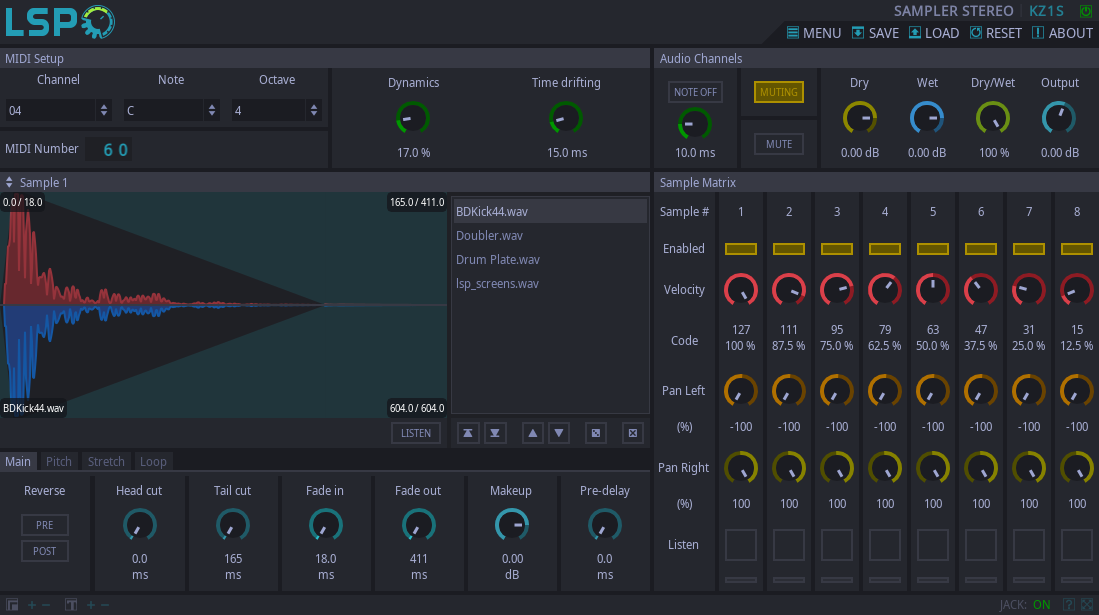 LSP
SAMPLER STEREO KZ1S
MENU SAVE LOAD RESET ABOUT
MIDI Setup
Channel Note Octave
04 C 4
MIDI Number 60
Dynamics Time drifting
17.0 % 15.0 ms
Audio Channels
NOTE OFF
10.0 ms
MUTING
MUTE
Dry Wet Dry/Wet Output
0.00 dB 0.00 dB 100 % 0.00 dB
Sample 1
0.0 / 18.0 165.0 / 411.0
BDKick44.wav 604.0 / 604.0
LISTEN
BDKick44.wav
Doubler.wav
Drum Plate.wav
lsp_screens.wav
Sample Matrix
Sample # 1 2 3 4 5 6 7 8
Enabled
Velocity
Code
127 111 95 79 63 47 31 15
100 % 87.5 % 75.0 % 62.5 % 50.0 % 37.5 % 25.0 % 12.5 %
Pan Left
(%) -100 -100 -100 -100 -100 -100 -100 -100
Pan Right
(%) 100 100 100 100 100 100 100 100
Listen
Main Pitch Stretch Loop
Reverse Head cut Tail cut Fade in Fade out Makeup Pre-delay
PRE
POST
0.0 165 18.0 411 0.00 0.0
ms ms ms ms dB ms
JACK: ON ?